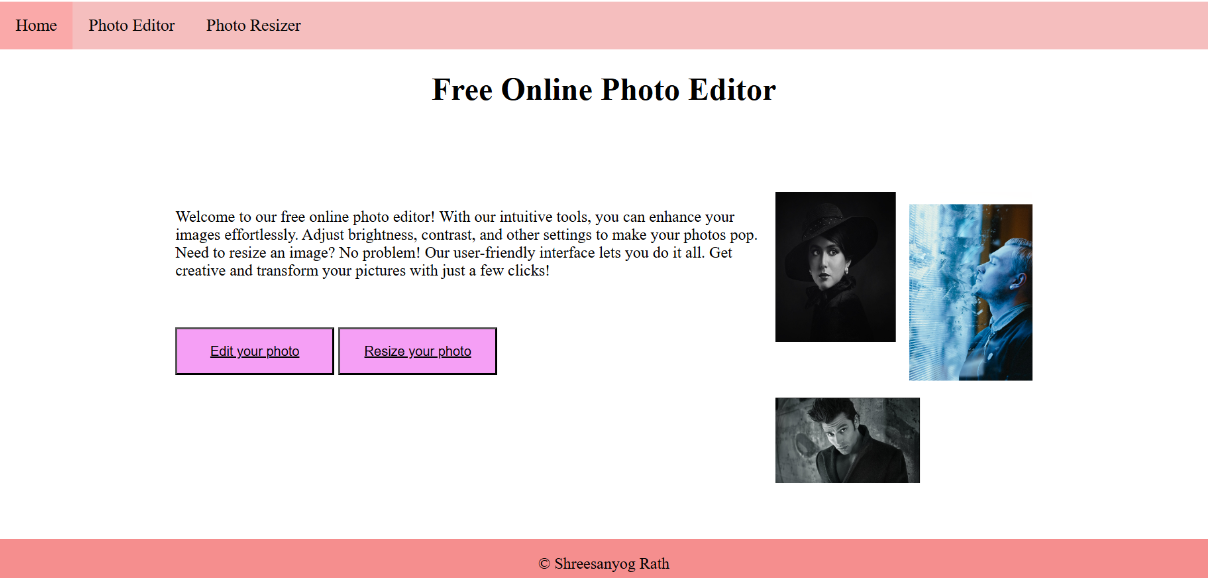 Home Photo Editor Photo Resizer
Free Online Photo Editor
Welcome to our free online photo editor! With our intuitive tools, you can enhance your
images effortlessly. Adjust brightness, contrast, and other settings to make your photos pop.
Need to resize an image? No problem! Our user-friendly interface lets you do it all. Get
creative and transform your pictures with just a few clicks!
Edit your photo Resize your photo
© Shreesanyog Rath